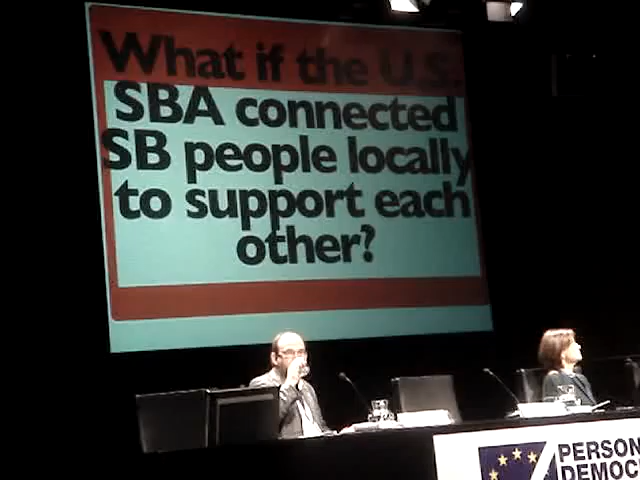 What if the U.S.
SBA connected
SB people locally
to support each
other?
PERSON
DEMOC